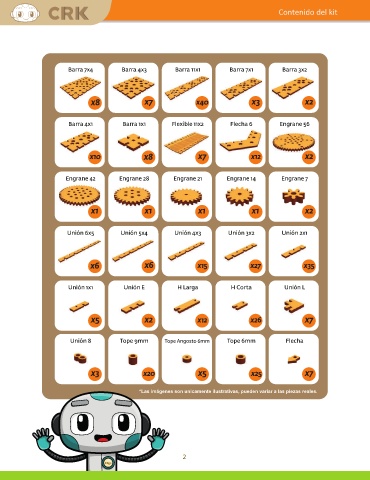 CRK
Contenido del kit
Barra 7x4 Barra 4x3 Barra 11x1 Barra 7x1 Barra 3x2
x8 x7 x40 x3 x2
Barra 4x1 Barra 1x1 Flexible 11x2 Flecha 6 Engrane 56
x10 x8 x7 x12 x2
Engrane 42 Engrane 28 Engrane 21 Engrane 14 Engrane 7
x1 x1 x1 x1 x2
Unión 6x5 Unión 5x4 Unión 4x3 Unión 3x2 Unión 2x1
x6 x6 x15 x27 x35
Unión 1x1 Unión E H Larga H Corta Unión L
x5 x2 x12 x26 x7
Unión 8 Tope 9mm Tope Angosto 6mm Tope 6mm Flecha
x3 x20 x5 x25 x7
*Las imágenes son unicamente ilustrativas, pueden variar a las piezas reales.
2